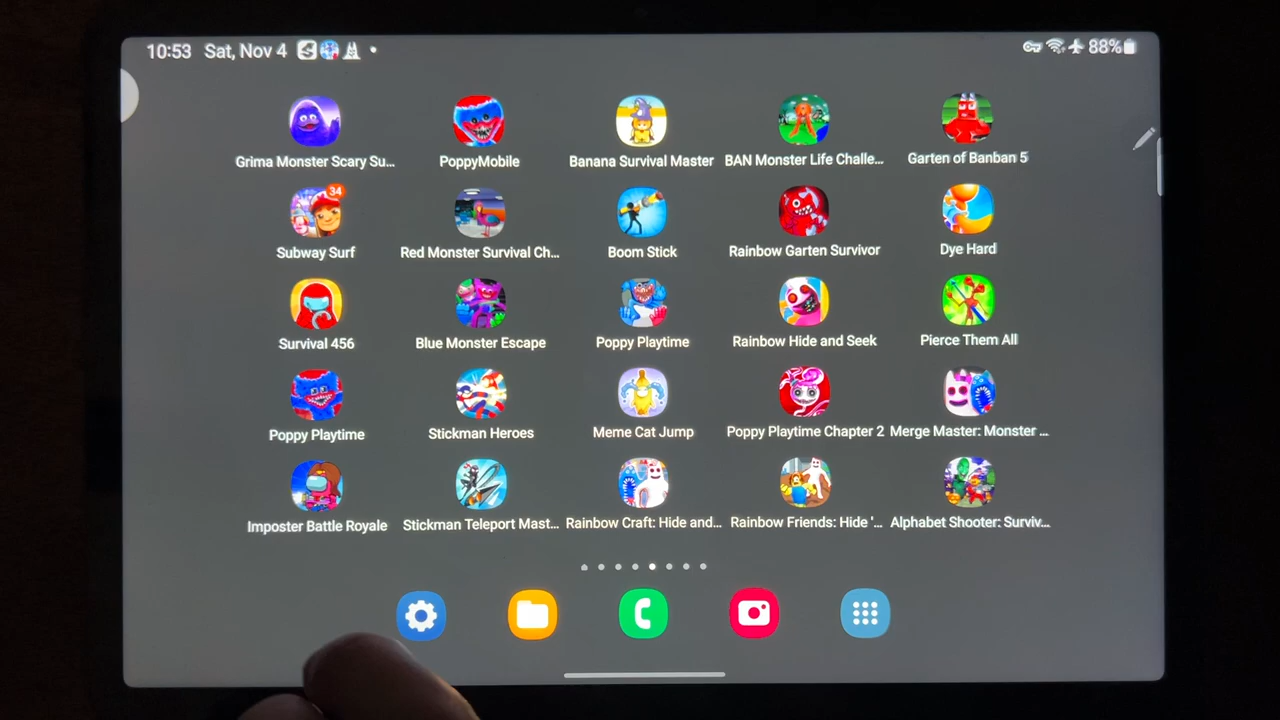 10:53 Sat, Nov 4
88%
Grima Monster Scary Su...
PoppyMobile
Banana Survival Master
BAN Monster Life Challe...
Garten of Banban 5
34
Subway Surf
Red Monster Survival Ch...
Boom Stick
Rainbow Garten Survivor
Dye Hard
Survival 456
Blue Monster Escape
Poppy Playtime
Rainbow Hide and Seek
Pierce Them All
Poppy Playtime
Stickman Heroes
Meme Cat Jump
Poppy Playtime Chapter 2
Merge Master: Monster ...
Imposter Battle Royale
Stickman Teleport Mast...
Rainbow Craft: Hide and...
Rainbow Friends: Hide '...
Alphabet Shooter: Surviv...